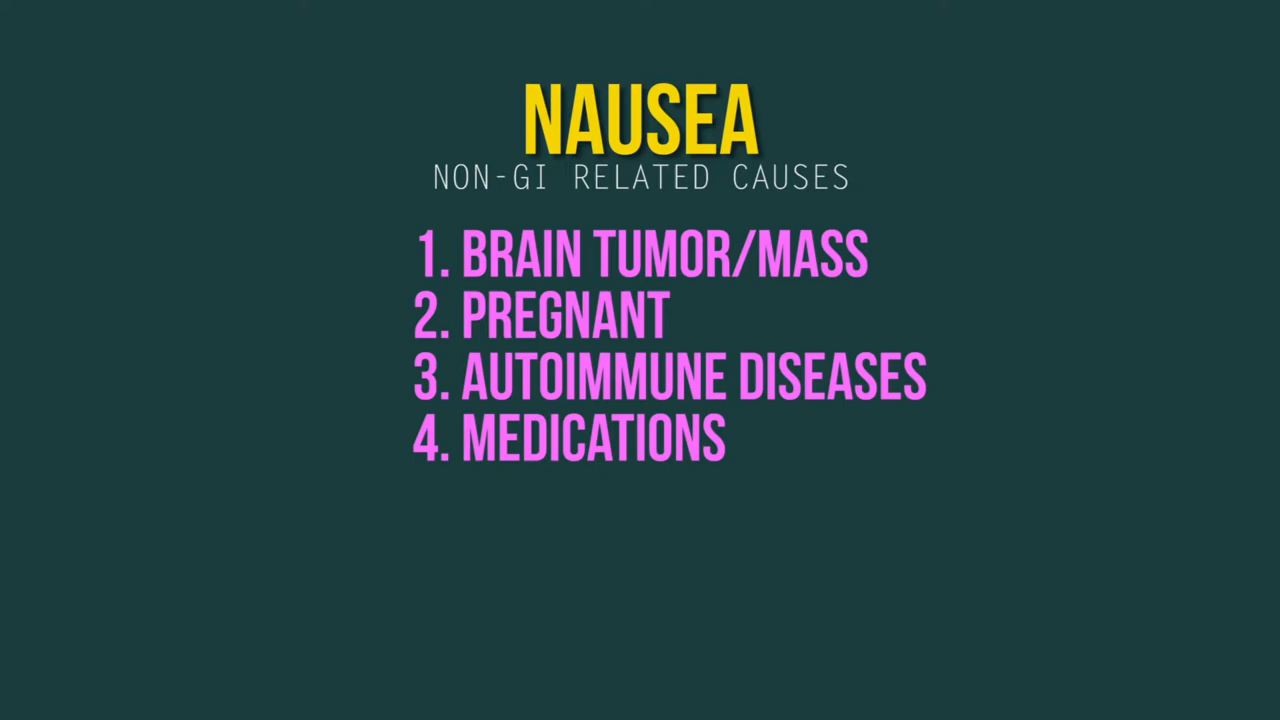 NAUSEA
NON-GI RELATED CAUSES
1. BRAIN TUMOR/MASS
2. PREGNANT
3. AUTOIMMUNE DISEASES
4. MEDICATIONS